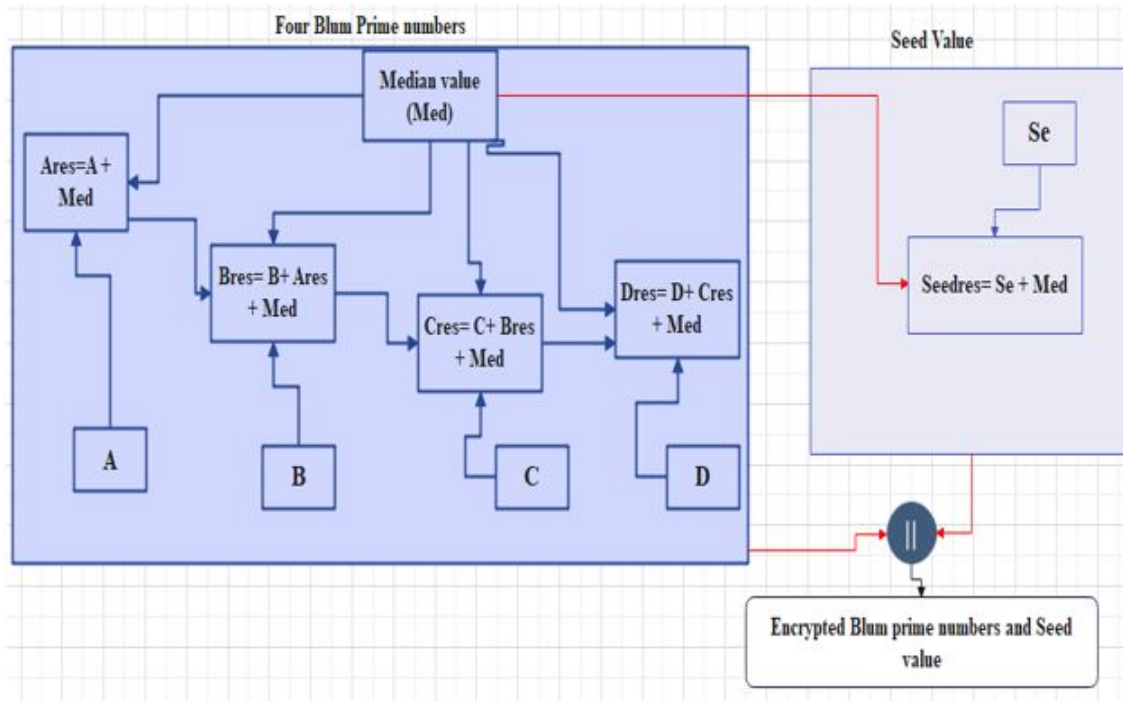 Four Blum Prime numbers
Seed Value
Median value
(Med)
Se
Ares=A +
Med
Bres= B+ Ares
+ Med
Cres= C+ Bres
+ Med
Dres= D+ Cres
+ Med
Seedres= Se + Med
A
B
C
D
||
Encrypted Blum prime numbers and Seed
value